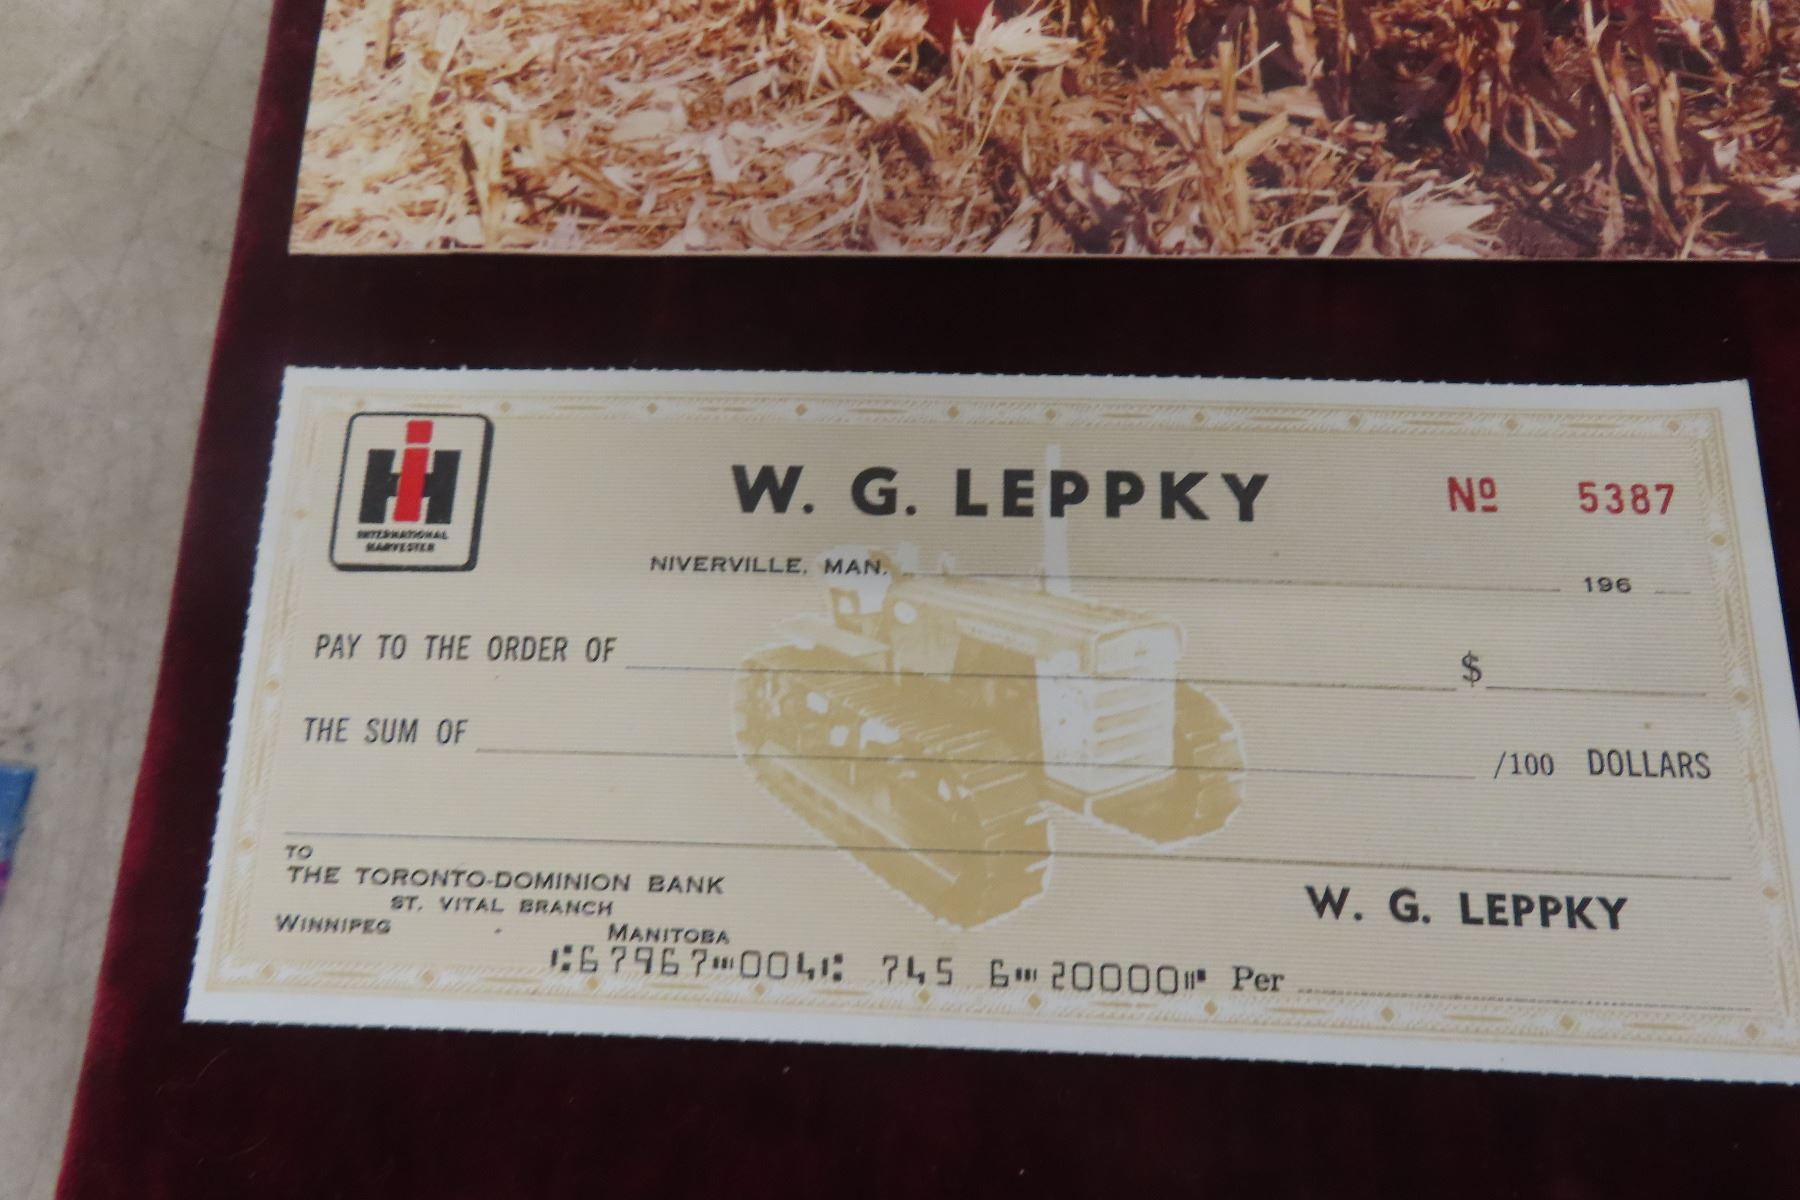 IH
INTERNATIONAL
HARVESTER
W. G. LEPPKY
Nº 5387
NIVERVILLE, MAN. 196
PAY TO THE ORDER OF $
THE SUM OF /100 DOLLARS
TO
THE TORONTO-DOMINION BANK
ST. VITAL BRANCH
WINNIPEG - MANITOBA
W. G. LEPPKY
⑆67967⑉004⑆ 745 6⑉20000⑈ Per